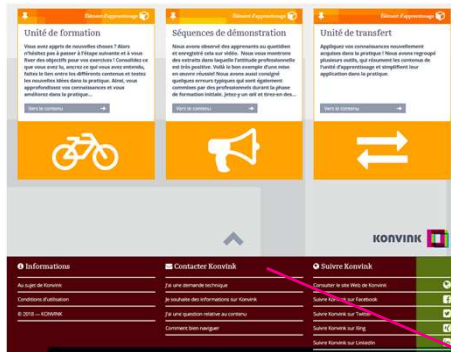 Élément d'apprentissage
Unité de formation
Vous avez appris de nouvelles choses ? Alors
n'hésitez pas à passer à l'étape suivante et à vous
fixer des objectifs pour vos exercices ! Consolidez ce
que vous avez lu, ancrez ce qui vous avez entendu,
faites le lien entre les différents contenus et testez
les nouvelles idées dans la pratique. Ainsi, vous
approfondissez vos connaissances et vous
améliorez dans la pratique...
Vers le contenu
Élément d'apprentissage
Séquences de démonstration
Nous avons observé des apprenants au quotidien
et enregistré cela sur vidéo. Nous vous montrons
des extraits dans laquelle l'attitude professionnelle
est très positive. Voilà le bon exemple d'une mise
en œuvre réussie! Nous avons aussi consigné
quelques erreurs typiques qui sont également
commises par des professionnels durant la phase
de formation initiale. Jetez-y un œil et tirez-en des...
Vers le contenu
Élément d'apprentissage
Unité de transfert
Appliquez vos connaissances nouvellement
acquises dans la pratique ! Nous avons regroupé
plusieurs outils, qui résument les contenus de
l'unité d'apprentissage et simplifient leur
application dans la pratique.
Vers le contenu
KONVINK
Informations
Au sujet de Konvink
Conditions d'utilisation
© 2018 — KONVINK
Contacter Konvink
J'ai une demande technique
Je souhaite des informations sur Konvink
J'ai une question relative au contenu
Comment bien naviguer
Suivre Konvink
Consulter le site Web de Konvink
Suivre Konvink sur Facebook
Suivre Konvink sur Twitter
Suivre Konvink sur Xing
Suivre Konvink sur LinkedIn